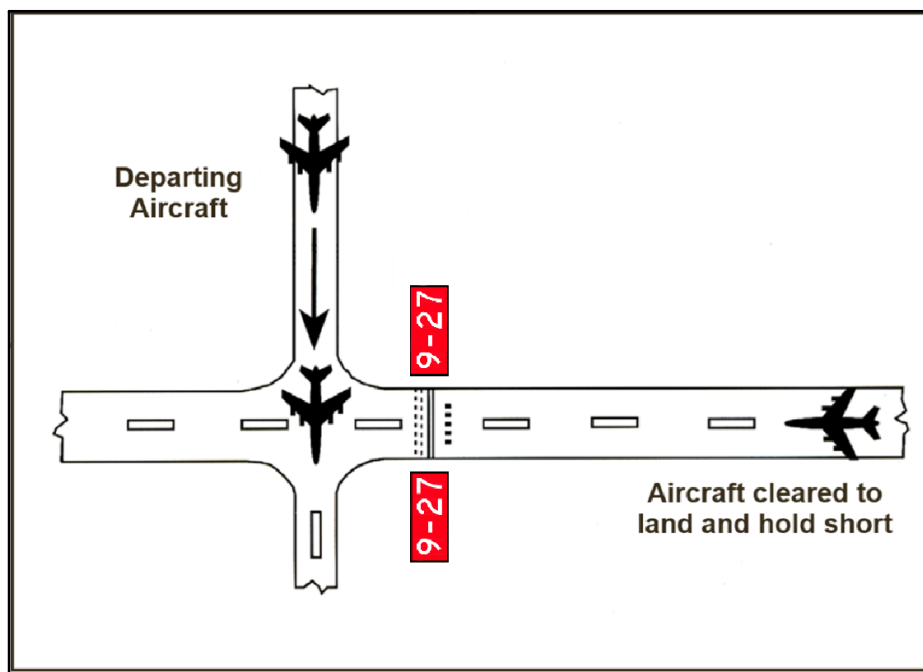 Departing
Aircraft
9-27
9-27
Aircraft cleared to
land and hold short